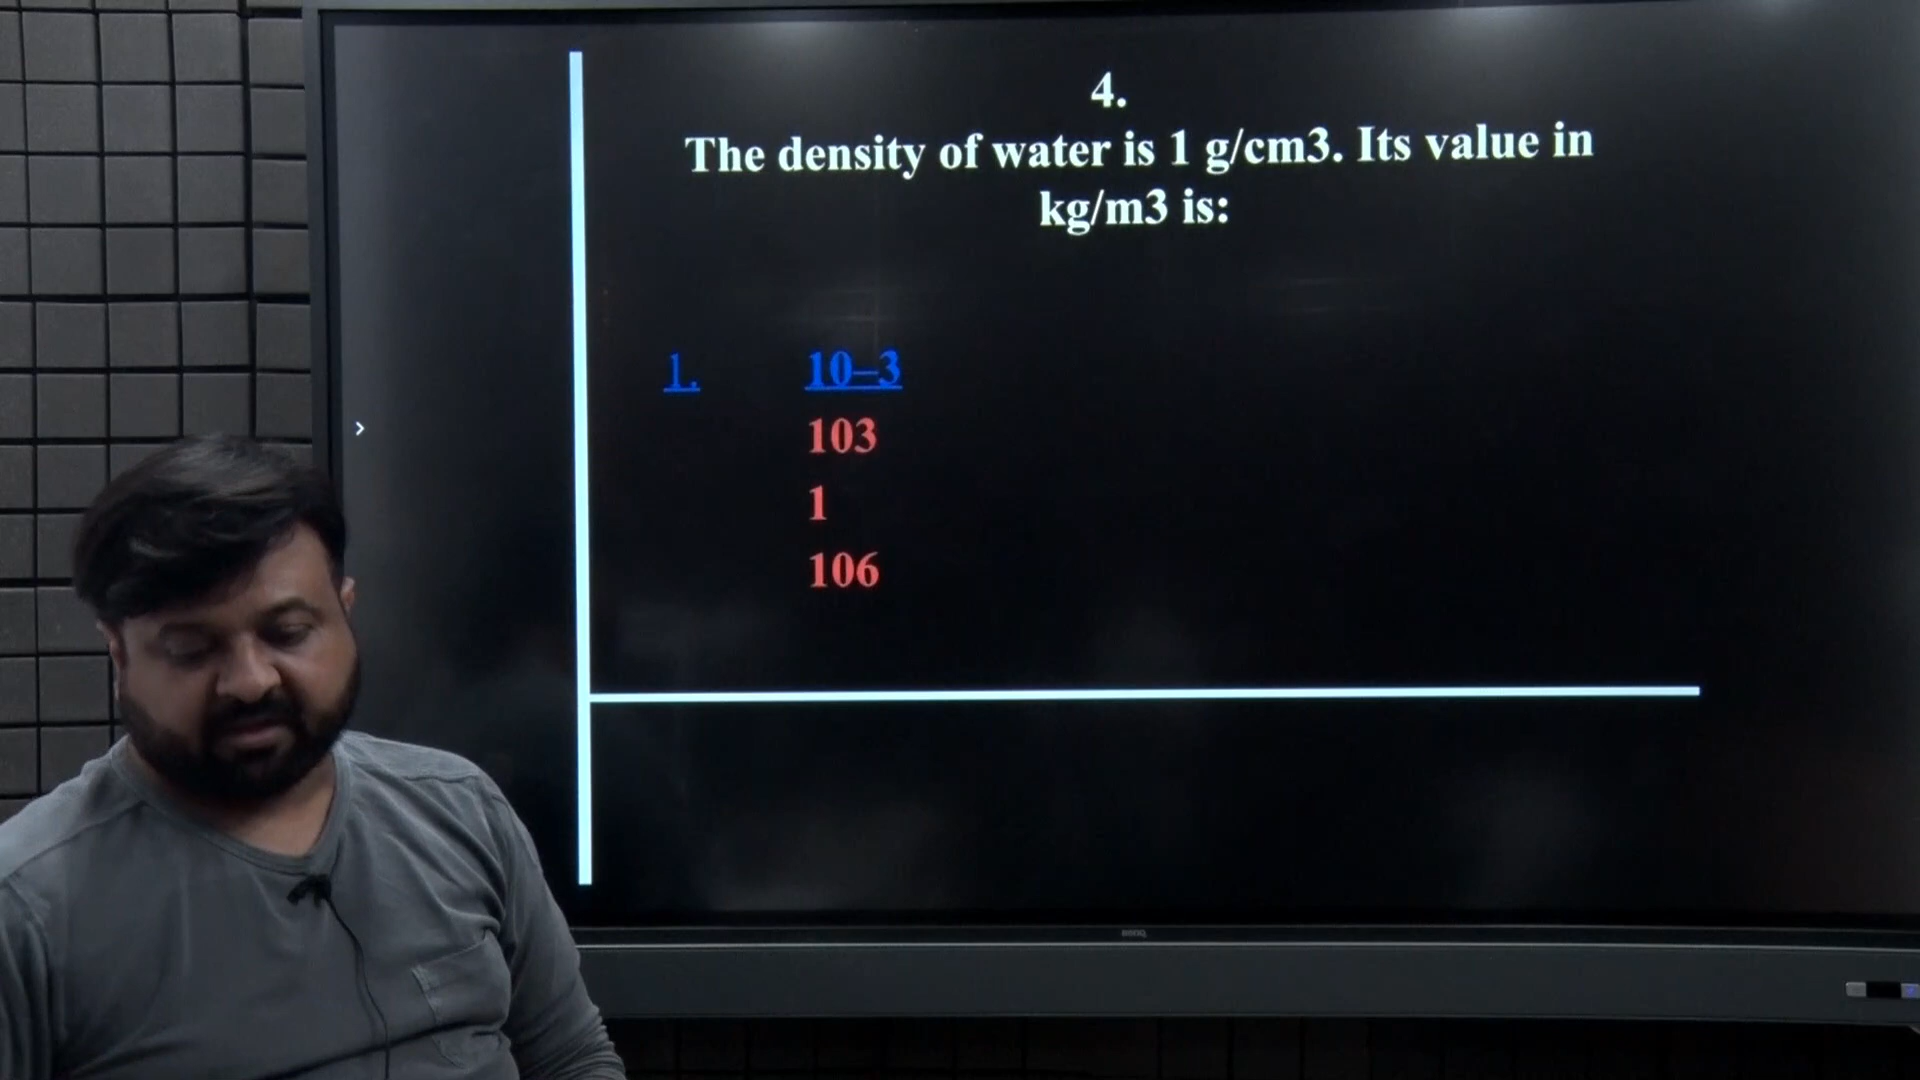 4.
The density of water is 1 g/cm3. Its value in
kg/m3 is:
1. 10–3
103
1
106
BenQ